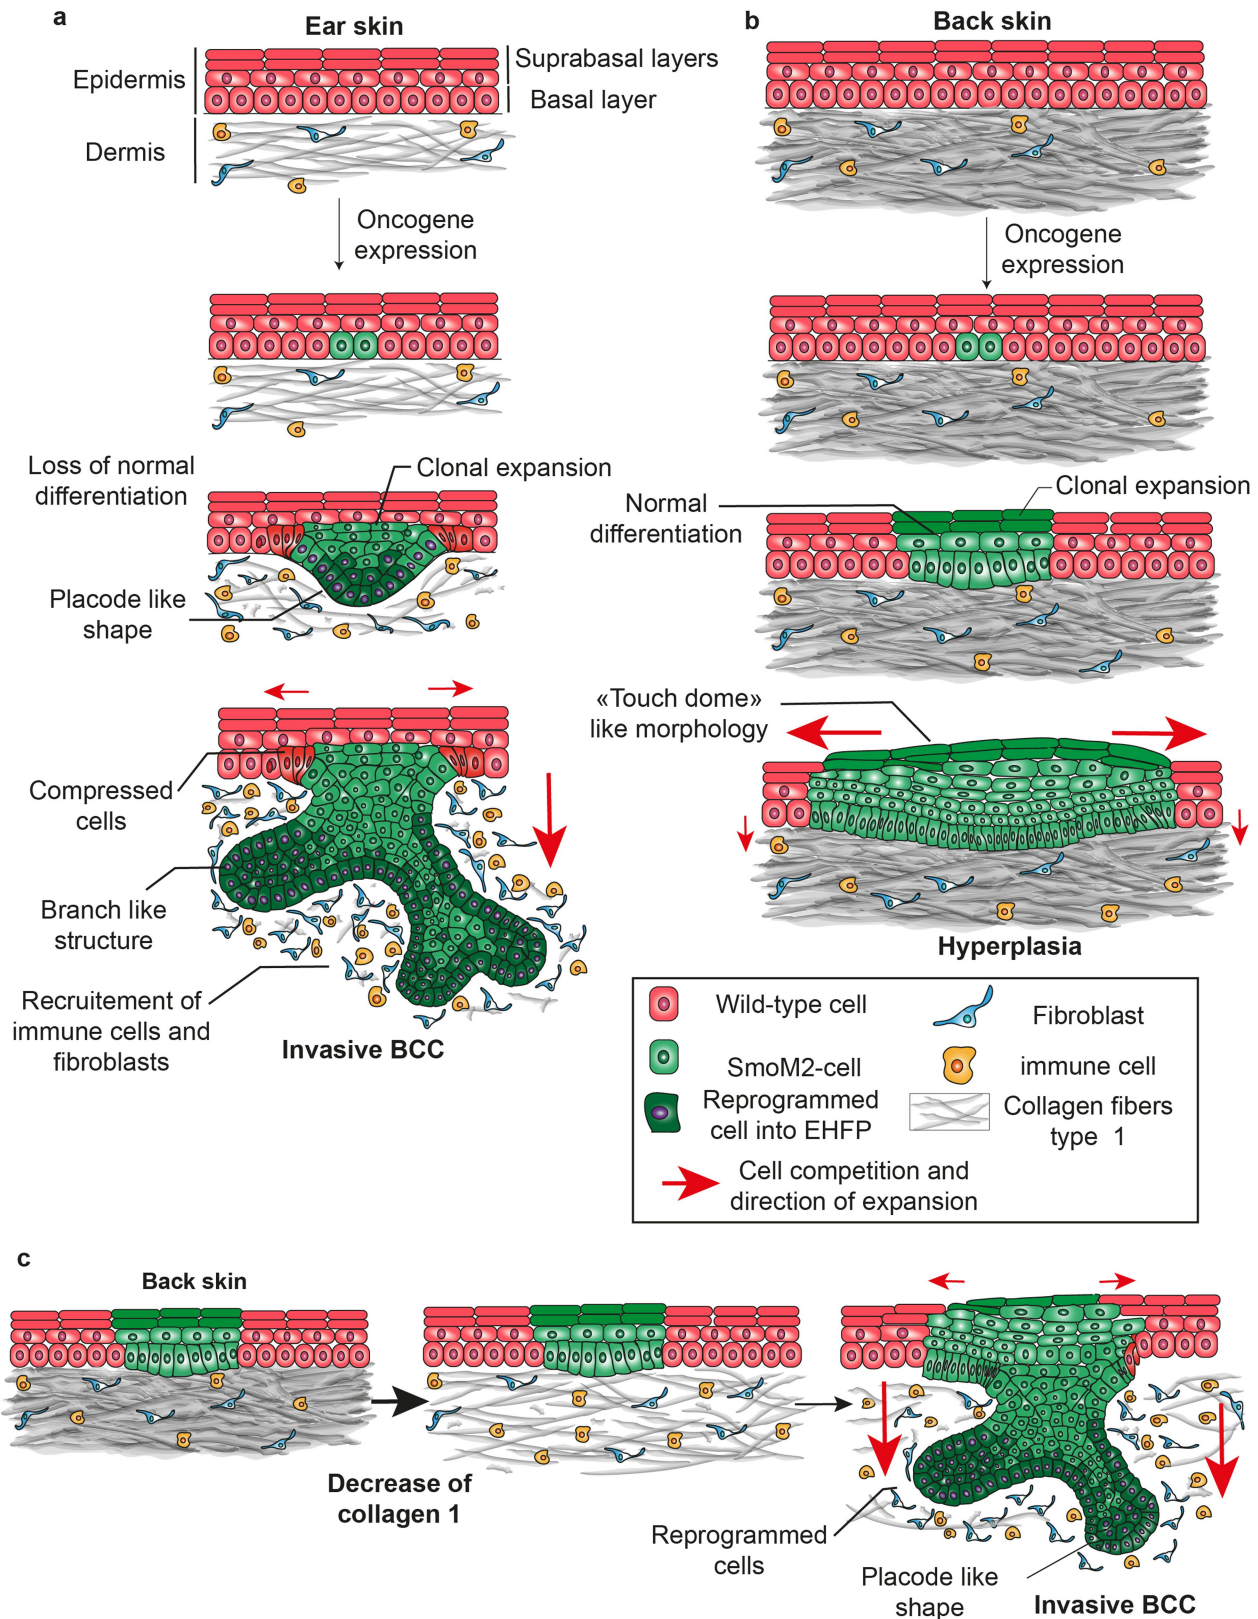 a
Ear skin
Epidermis
Suprabasal layers
Basal layer
Dermis
Oncogene
expression
Loss of normal
differentiation
Clonal expansion
Placode like
shape
Compressed
cells
Branch like
structure
Recruitement of
immune cells and
fibroblasts
Invasive BCC
b
Back skin
Oncogene
expression
Clonal expansion
Normal
differentiation
«Touch dome»
like morphology
Hyperplasia
Wild-type cell
Fibroblast
SmoM2-cell
immune cell
Reprogrammed
cell into EHFP
Collagen fibers
type 1
Cell competition and
direction of expansion
c
Back skin
Decrease of
collagen 1
Reprogrammed
cells
Placode like
shape
Invasive BCC